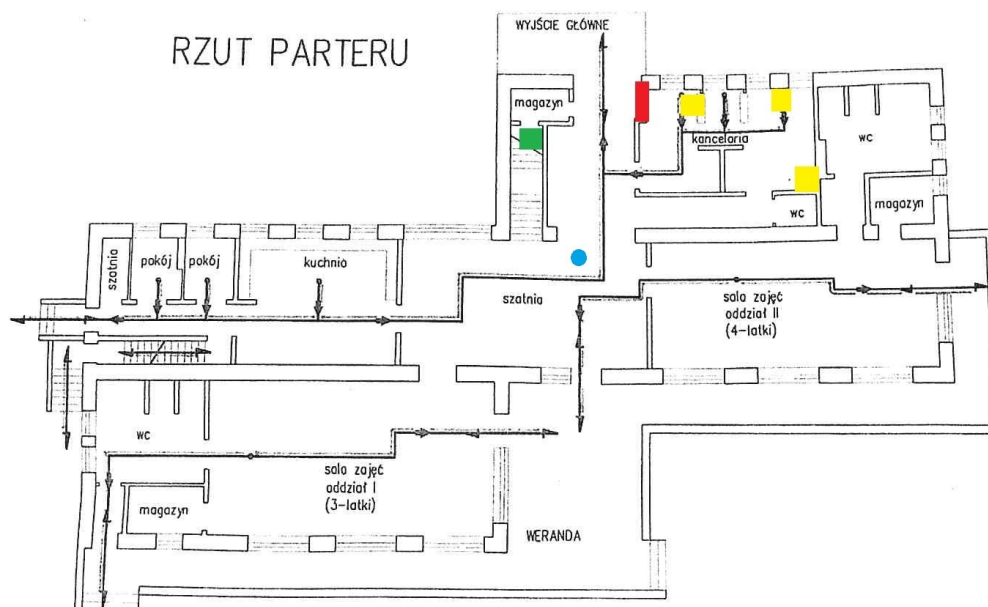 WYJŚCIE GŁÓWNE
RZUT PARTERU
magazyn
kancelaria
wc
magazyn
wc
szatnia
pokój
pokój
kuchnia
szatnia
sala zajęć
oddział II
(4-latki)
wc
sala zajęć
oddział I
(3-latki)
magazyn
WERANDA